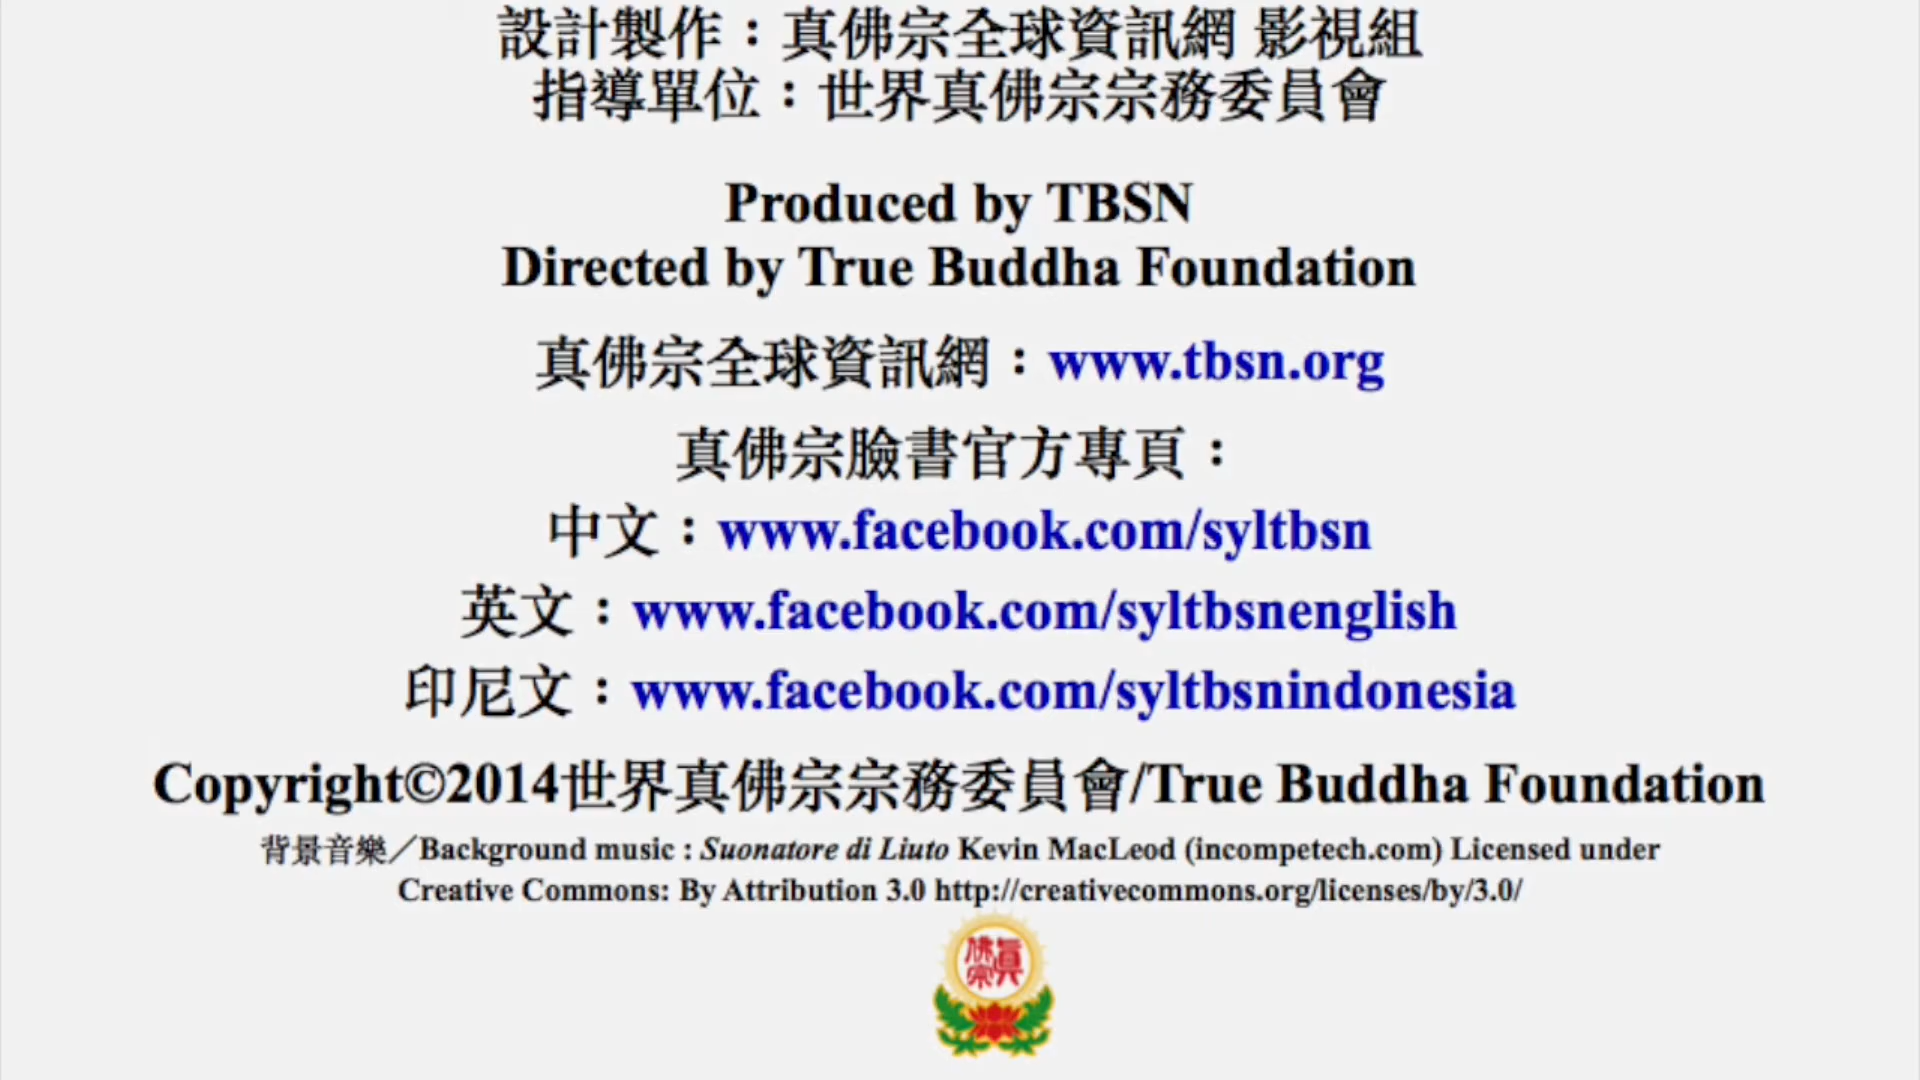 設計製作：真佛宗全球資訊網 影視組
指導單位：世界真佛宗宗務委員會
Produced by TBSN
Directed by True Buddha Foundation
真佛宗全球資訊網：www.tbsn.org
真佛宗臉書官方專頁：
中文：www.facebook.com/syltbsn
英文：www.facebook.com/syltbsnenglish
印尼文：www.facebook.com/syltbsnindonesia
Copyright©2014世界真佛宗宗務委員會/True Buddha Foundation
背景音樂／Background music : Suonatore di Liuto Kevin MacLeod (incompetech.com) Licensed under
Creative Commons: By Attribution 3.0 http://creativecommons.org/licenses/by/3.0/
真佛宗